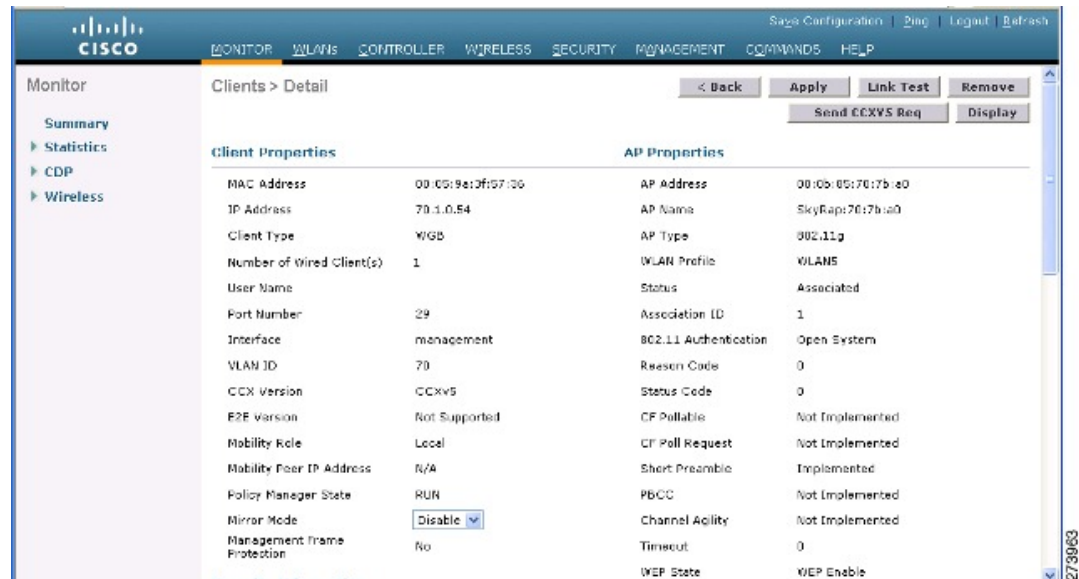 Save Configuration | Ping | Logout | Refresh
CISCO
MONITOR WLANs CONTROLLER WIRELESS SECURITY MANAGEMENT COMMANDS HELP
Monitor
Summary
Statistics
CDP
Wireless
Clients > Detail
< Back Apply Link Test Remove
Send CCXV5 Req Display
Client Properties
MAC Address 00:05:9a:3f:57:36
IP Address 70.1.0.54
Client Type WGB
Number of Wired Client(s) 1
User Name
Port Number 29
Interface management
VLAN ID 70
CCX Version CCXv5
E2E Version Not Supported
Mobility Role Local
Mobility Peer IP Address N/A
Policy Manager State RUN
Mirror Mode Disable
Management Frame
Protection No
AP Properties
AP Address 00:0b:85:70:7b:a0
AP Name SkyRap:70:7b:a0
AP Type 802.11g
WLAN Profile WLAN5
Status Associated
Association ID 1
802.11 Authentication Open System
Reason Code 0
Status Code 0
CF Pollable Not Implemented
CF Poll Request Not Implemented
Short Preamble Implemented
PBCC Not Implemented
Channel Agility Not Implemented
Timeout 0
WEP State WEP Enable
273963